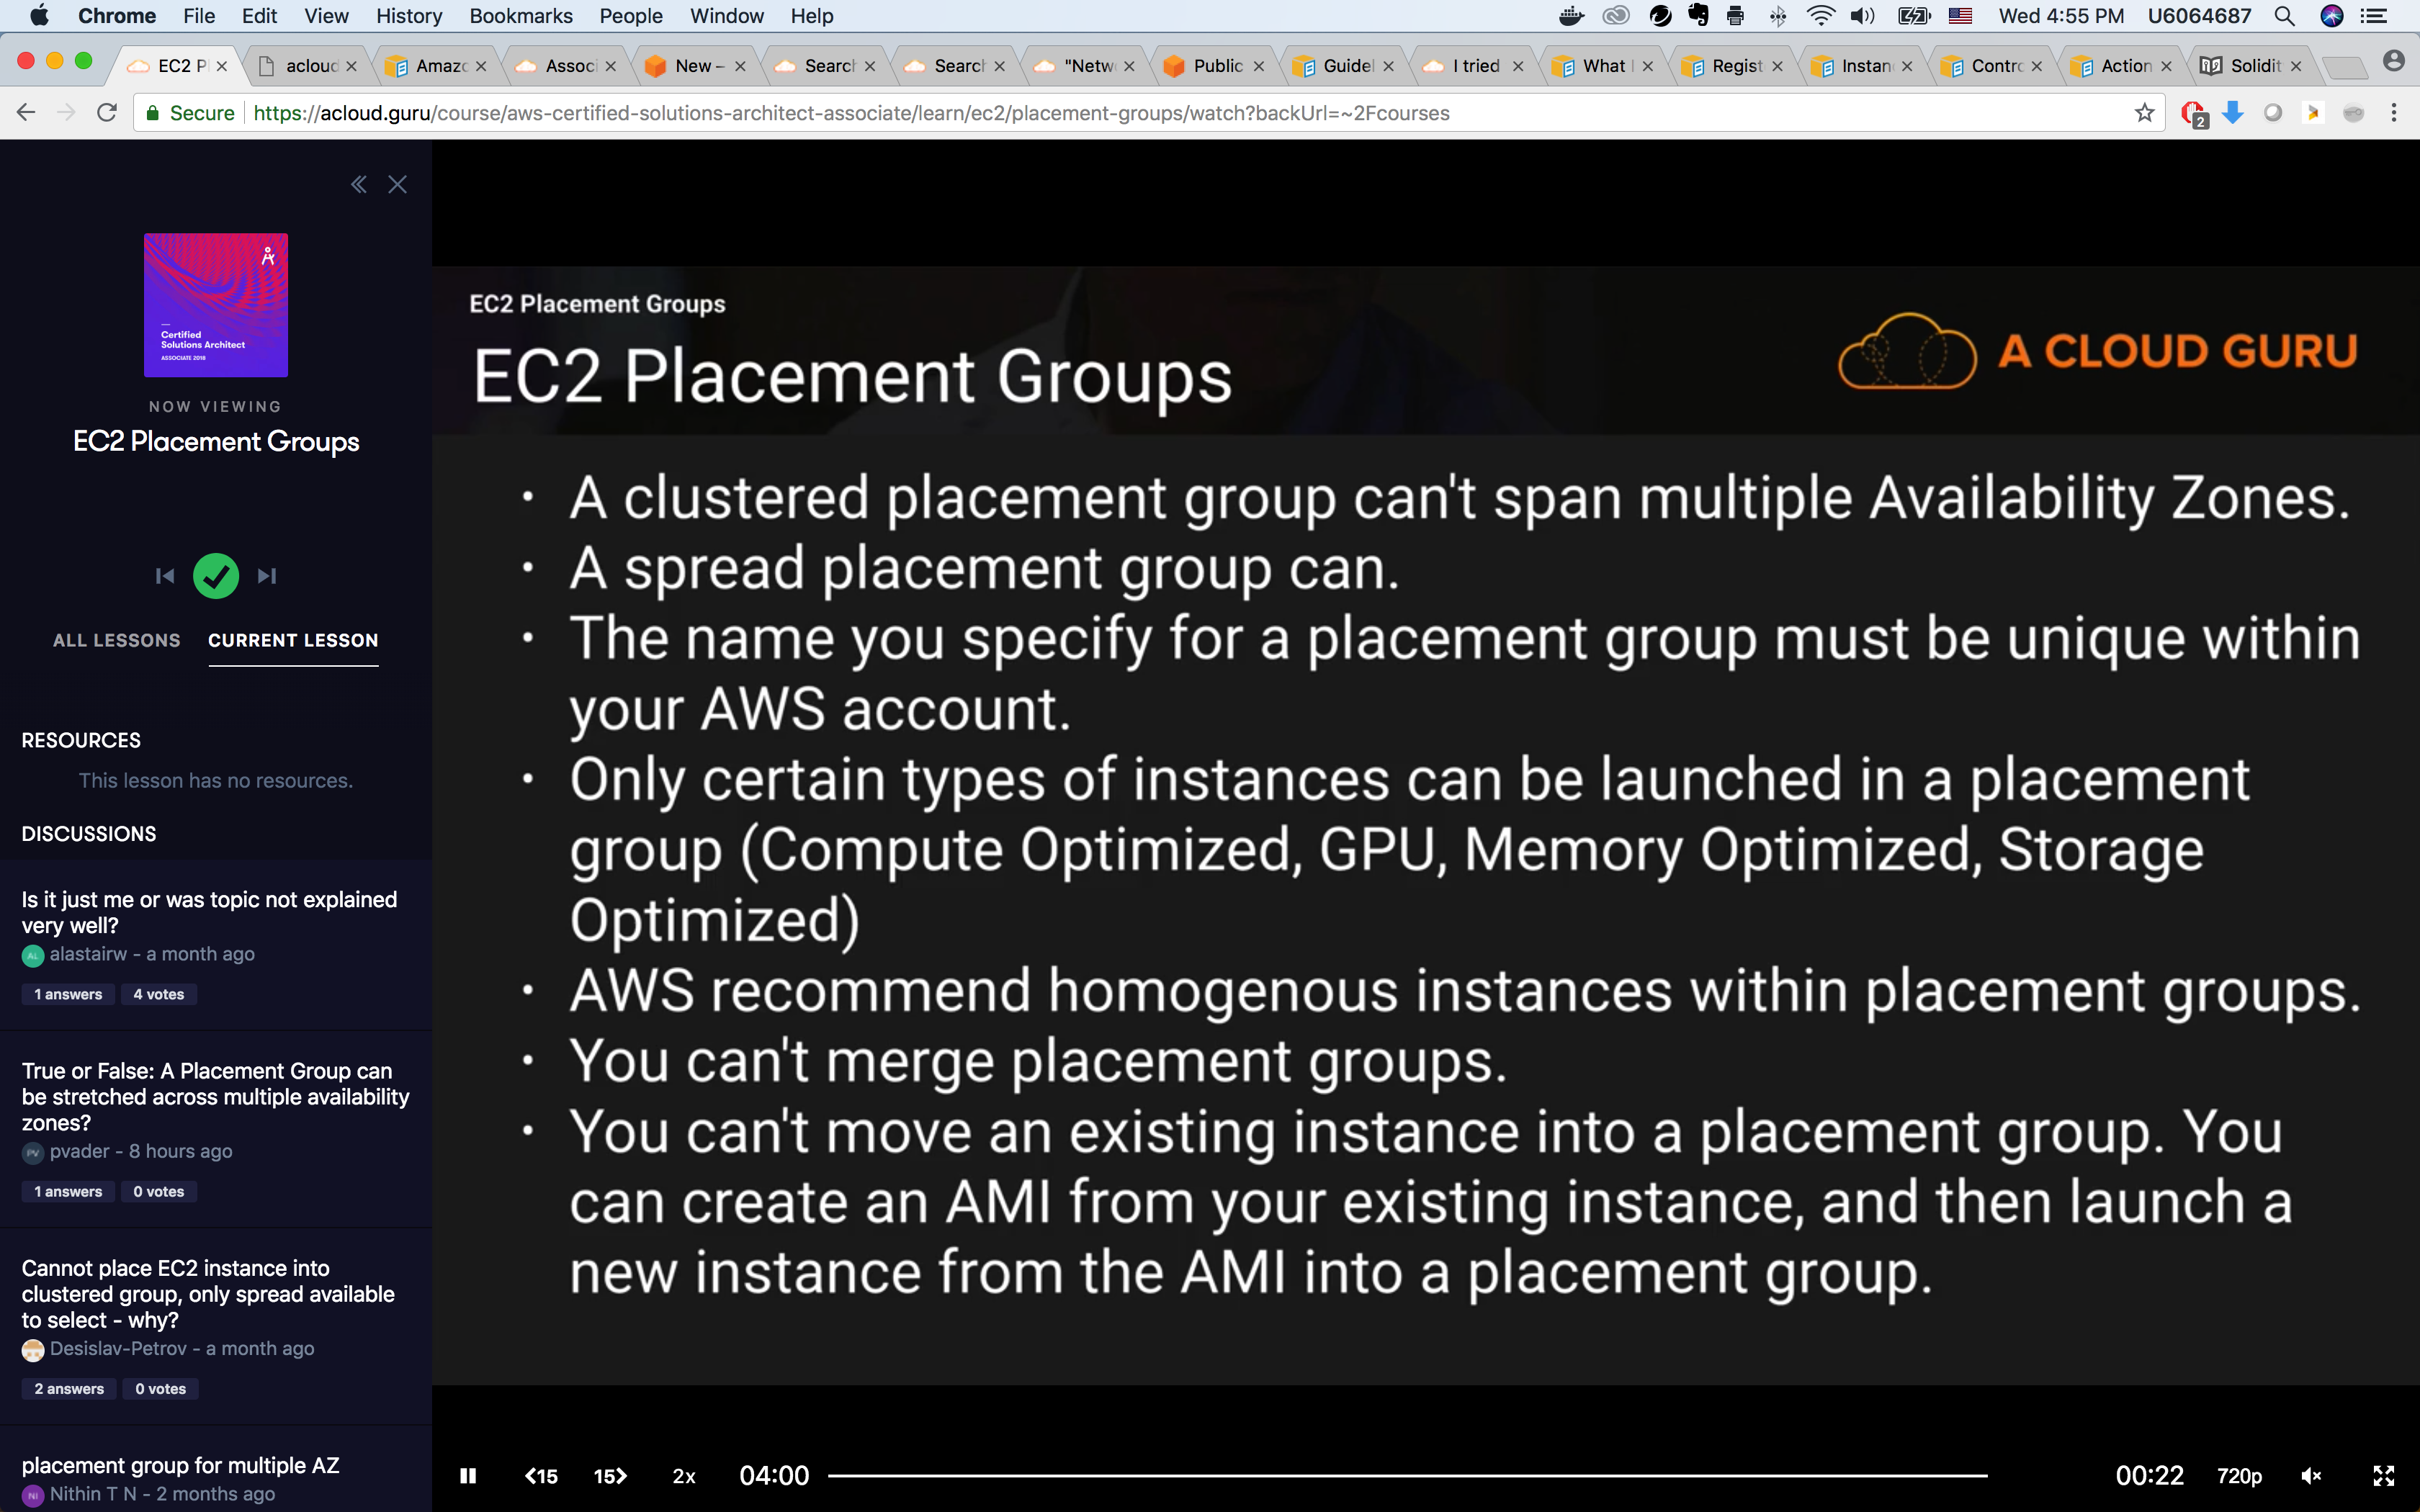 Chrome File Edit View History Bookmarks People Window Help
Wed 4:55 PM U6064687
EC2 P
acloud
Amazo
Associ
New –
Search
Search
"Netw
Public
Guidel
I tried
What
Regist
Instan
Contro
Action
Solidit
Secure https://acloud.guru/course/aws-certified-solutions-architect-associate/learn/ec2/placement-groups/watch?backUrl=~2Fcourses
2
Certified
Solutions Architect
ASSOCIATE 2018
NOW VIEWING
EC2 Placement Groups
ALL LESSONS CURRENT LESSON
RESOURCES
This lesson has no resources.
DISCUSSIONS
Is it just me or was topic not explained
very well?
AL alastairw - a month ago
1 answers 4 votes
True or False: A Placement Group can
be stretched across multiple availability
zones?
PV pvader - 8 hours ago
1 answers 0 votes
Cannot place EC2 instance into
clustered group, only spread available
to select - why?
Desislav-Petrov - a month ago
2 answers 0 votes
placement group for multiple AZ
NI Nithin T N - 2 months ago
EC2 Placement Groups
EC2 Placement Groups
A CLOUD GURU
• A clustered placement group can't span multiple Availability Zones.
• A spread placement group can.
• The name you specify for a placement group must be unique within
your AWS account.
• Only certain types of instances can be launched in a placement
group (Compute Optimized, GPU, Memory Optimized, Storage
Optimized)
• AWS recommend homogenous instances within placement groups.
• You can't merge placement groups.
• You can't move an existing instance into a placement group. You
can create an AMI from your existing instance, and then launch a
new instance from the AMI into a placement group.
15 15 2x 04:00 00:22 720p